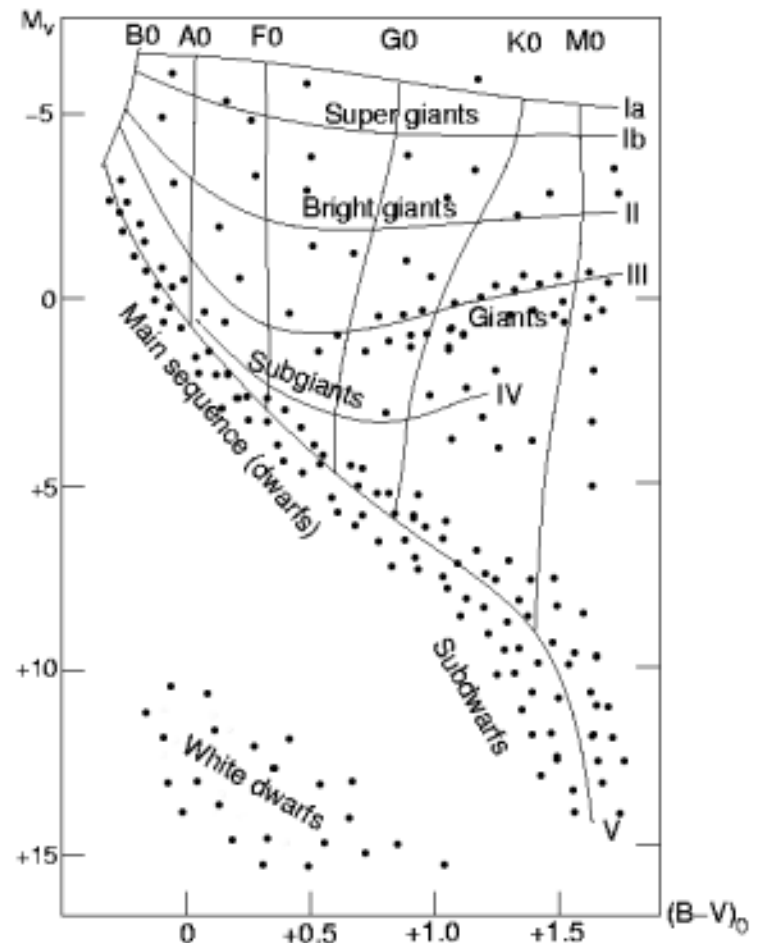 Mv
B0 A0 F0 G0 K0 M0
Ia
Super giants
Ib
−5
Bright giants
II
III
0
Giants
Subgiants
IV
Main sequence (dwarfs)
+5
+10
Subdwarfs
White dwarfs
V
+15
0 +0.5 +1.0 +1.5
(B−V)0